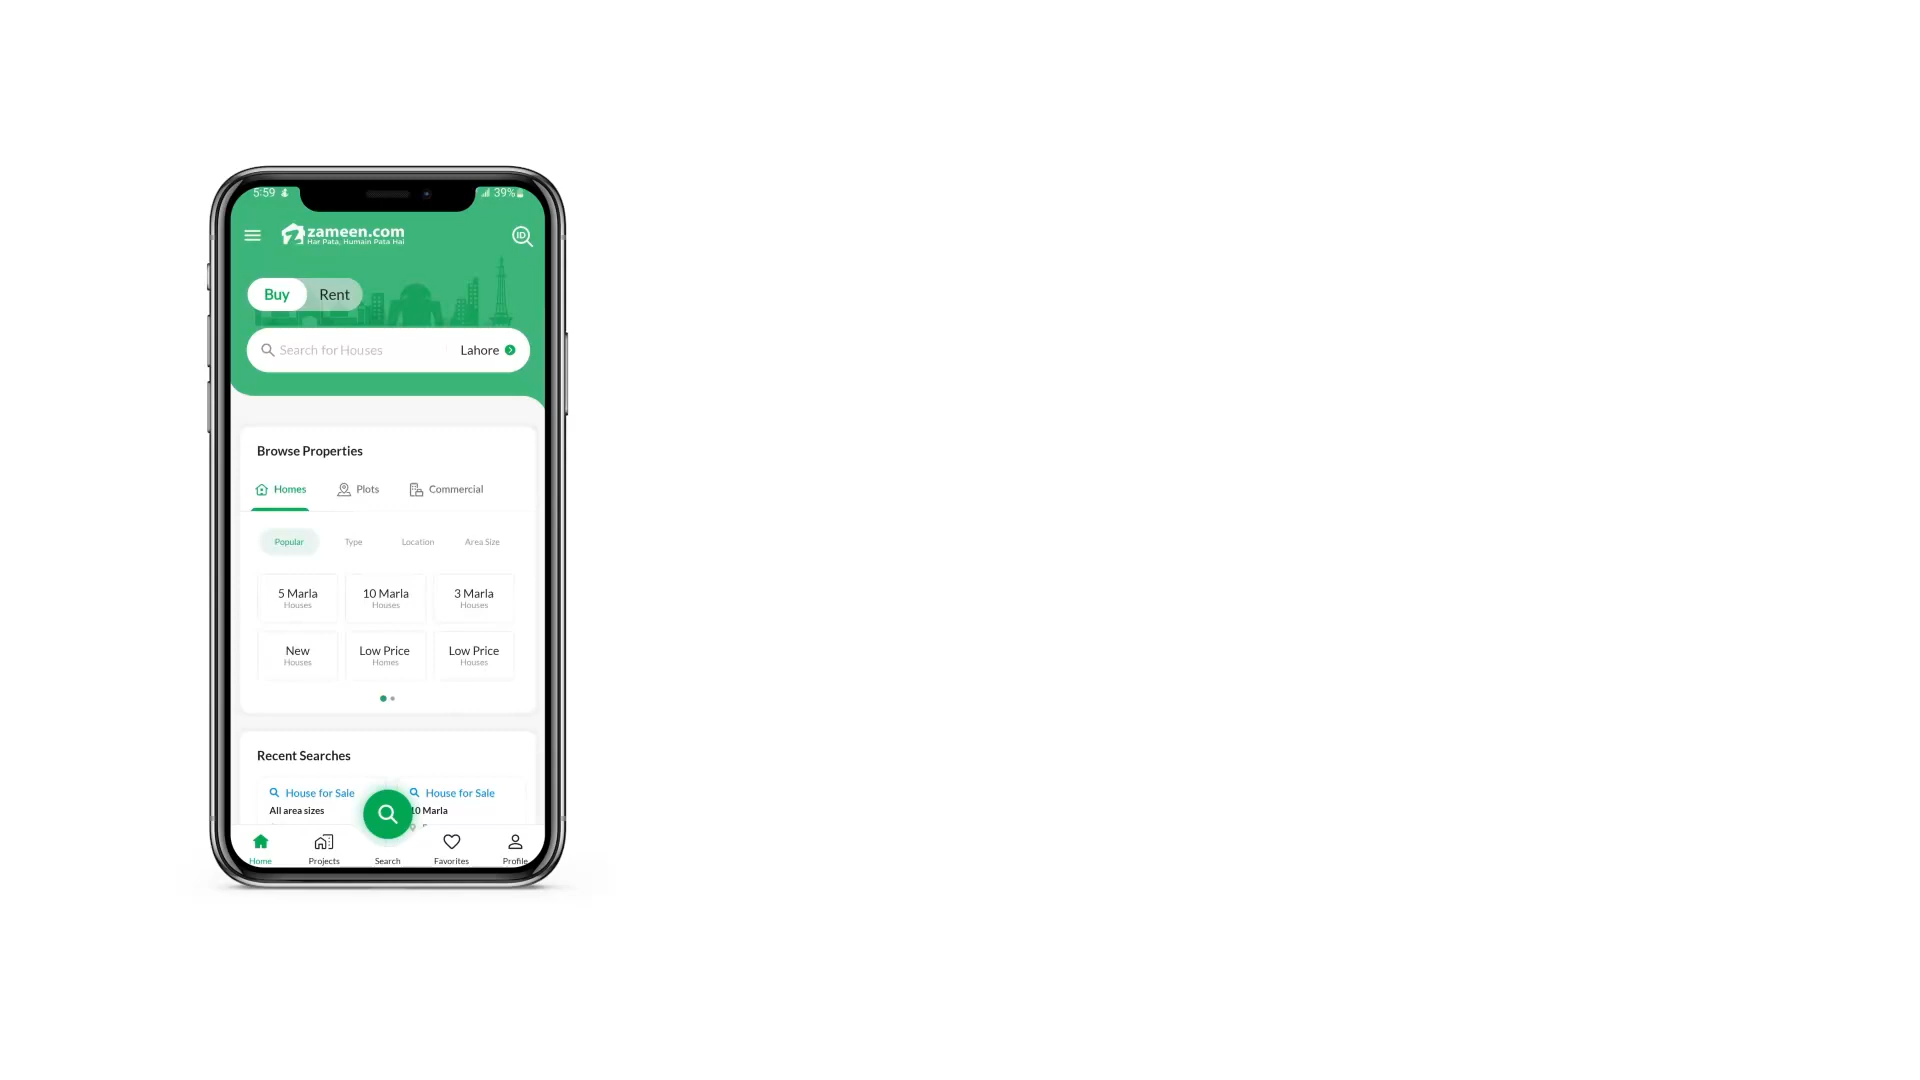 5:59
39%
zameen.com
Har Pata, Humain Pata Hai
ID
Buy Rent
Search for Houses Lahore
Browse Properties
Homes Plots Commercial
Popular Type Location Area Size
5 Marla 10 Marla 3 Marla
Houses Houses Houses
New Low Price Low Price
Houses Homes Houses
Recent Searches
House for Sale House for Sale
All area sizes 10 Marla
Home Projects Search Favorites Profile